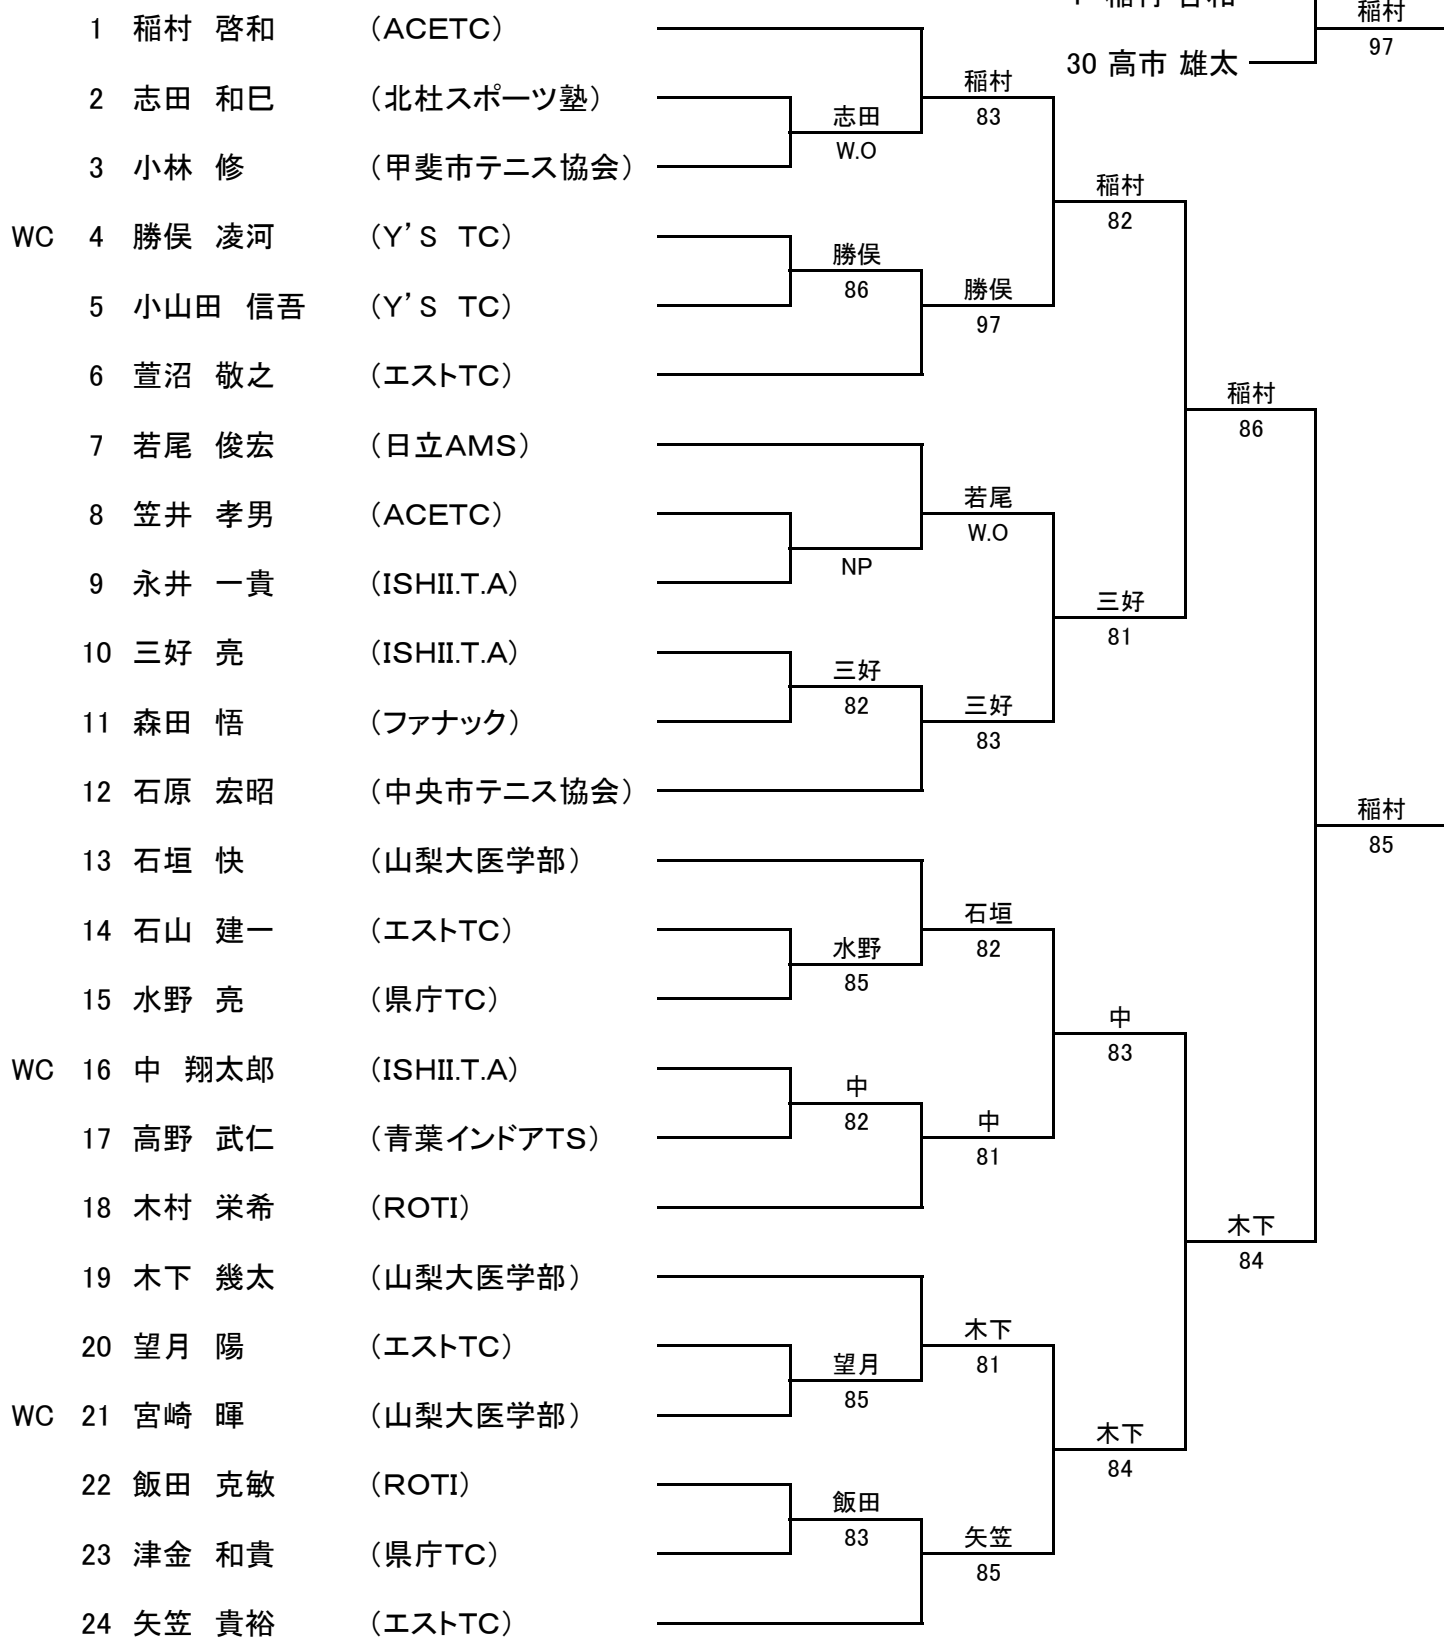 稲村
97
30 高市 雄太
1 稲村 啓和 (ACETC)
稲村
83
2 志田 和巳 (北杜スポーツ塾)
志田
W.O
3 小林 修 (甲斐市テニス協会)
稲村
82
WC 4 勝俣 凌河 (Y'S TC)
勝俣
86
5 小山田 信吾 (Y'S TC)
勝俣
97
6 萱沼 敬之 (エストTC)
稲村
86
7 若尾 俊宏 (日立AMS)
若尾
W.O
8 笠井 孝男 (ACETC)
NP
9 永井 一貴 (ISHII.T.A)
三好
81
10 三好 亮 (ISHII.T.A)
三好
82
11 森田 悟 (ファナック)
三好
83
12 石原 宏昭 (中央市テニス協会)
稲村
85
13 石垣 快 (山梨大医学部)
石垣
82
14 石山 建一 (エストTC)
水野
85
15 水野 亮 (県庁TC)
中
83
WC 16 中 翔太郎 (ISHII.T.A)
中
82
17 高野 武仁 (青葉インドアTS)
中
81
18 木村 栄希 (ROTI)
木下
84
19 木下 幾太 (山梨大医学部)
木下
81
20 望月 陽 (エストTC)
望月
85
WC 21 宮崎 暉 (山梨大医学部)
木下
84
22 飯田 克敏 (ROTI)
飯田
83
23 津金 和貴 (県庁TC)
矢笠
85
24 矢笠 貴裕 (エストTC)